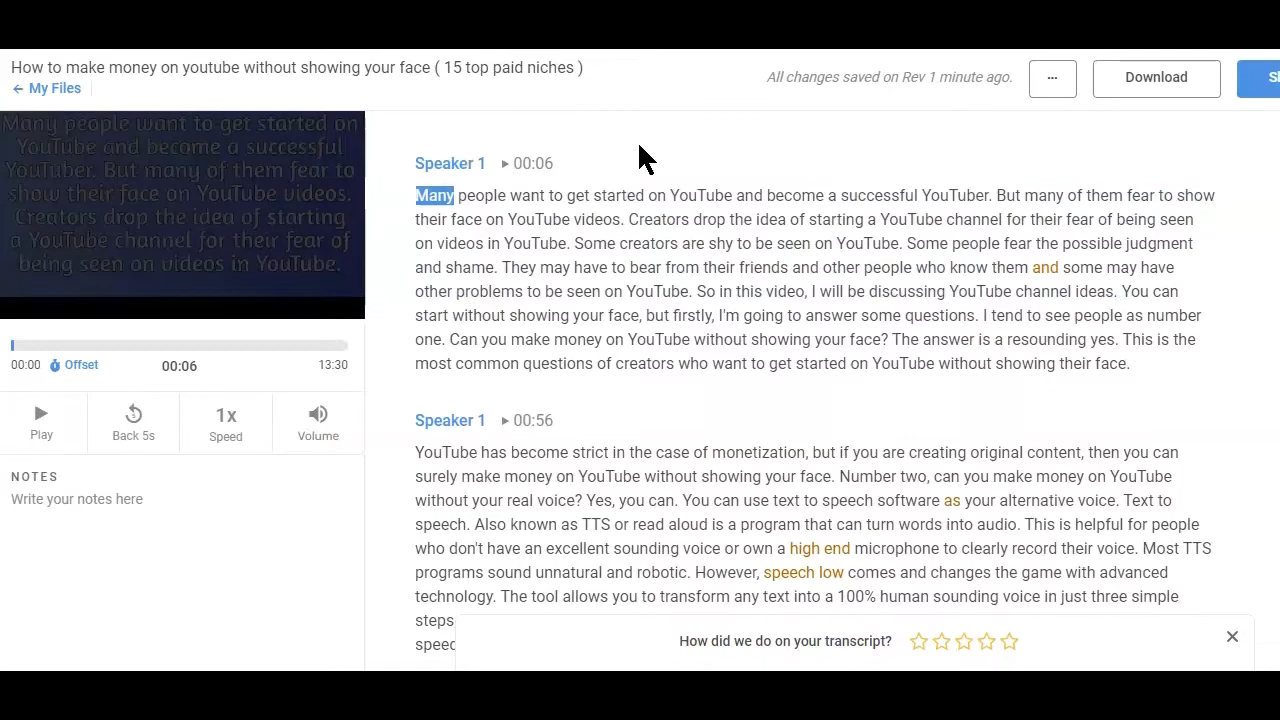 How to make money on youtube without showing your face ( 15 top paid niches )
← My Files
All changes saved on Rev 1 minute ago.
...
Download
Many people want to get started on
YouTube and become a successful
YouTuber. But many of them fear to
show their face on YouTube videos.
Creators drop the idea of starting
a YouTube channel for their fear of
being seen on videos in YouTube.
00:00 Offset 00:06 13:30
Play
Back 5s
1x
Speed
Volume
NOTES
Write your notes here
Speaker 1 00:06
Many people want to get started on YouTube and become a successful YouTuber. But many of them fear to show
their face on YouTube videos. Creators drop the idea of starting a YouTube channel for their fear of being seen
on videos in YouTube. Some creators are shy to be seen on YouTube. Some people fear the possible judgment
and shame. They may have to bear from their friends and other people who know them and some may have
other problems to be seen on YouTube. So in this video, I will be discussing YouTube channel ideas. You can
start without showing your face, but firstly, I'm going to answer some questions. I tend to see people as number
one. Can you make money on YouTube without showing your face? The answer is a resounding yes. This is the
most common questions of creators who want to get started on YouTube without showing their face.
Speaker 1 00:56
YouTube has become strict in the case of monetization, but if you are creating original content, then you can
surely make money on YouTube without showing your face. Number two, can you make money on YouTube
without your real voice? Yes, you can. You can use text to speech software as your alternative voice. Text to
speech. Also known as TTS or read aloud is a program that can turn words into audio. This is helpful for people
who don't have an excellent sounding voice or own a high end microphone to clearly record their voice. Most TTS
programs sound unnatural and robotic. However, speech low comes and changes the game with advanced
technology. The tool allows you to transform any text into a 100% human sounding voice in just three simple
steps
How did we do on your transcript?